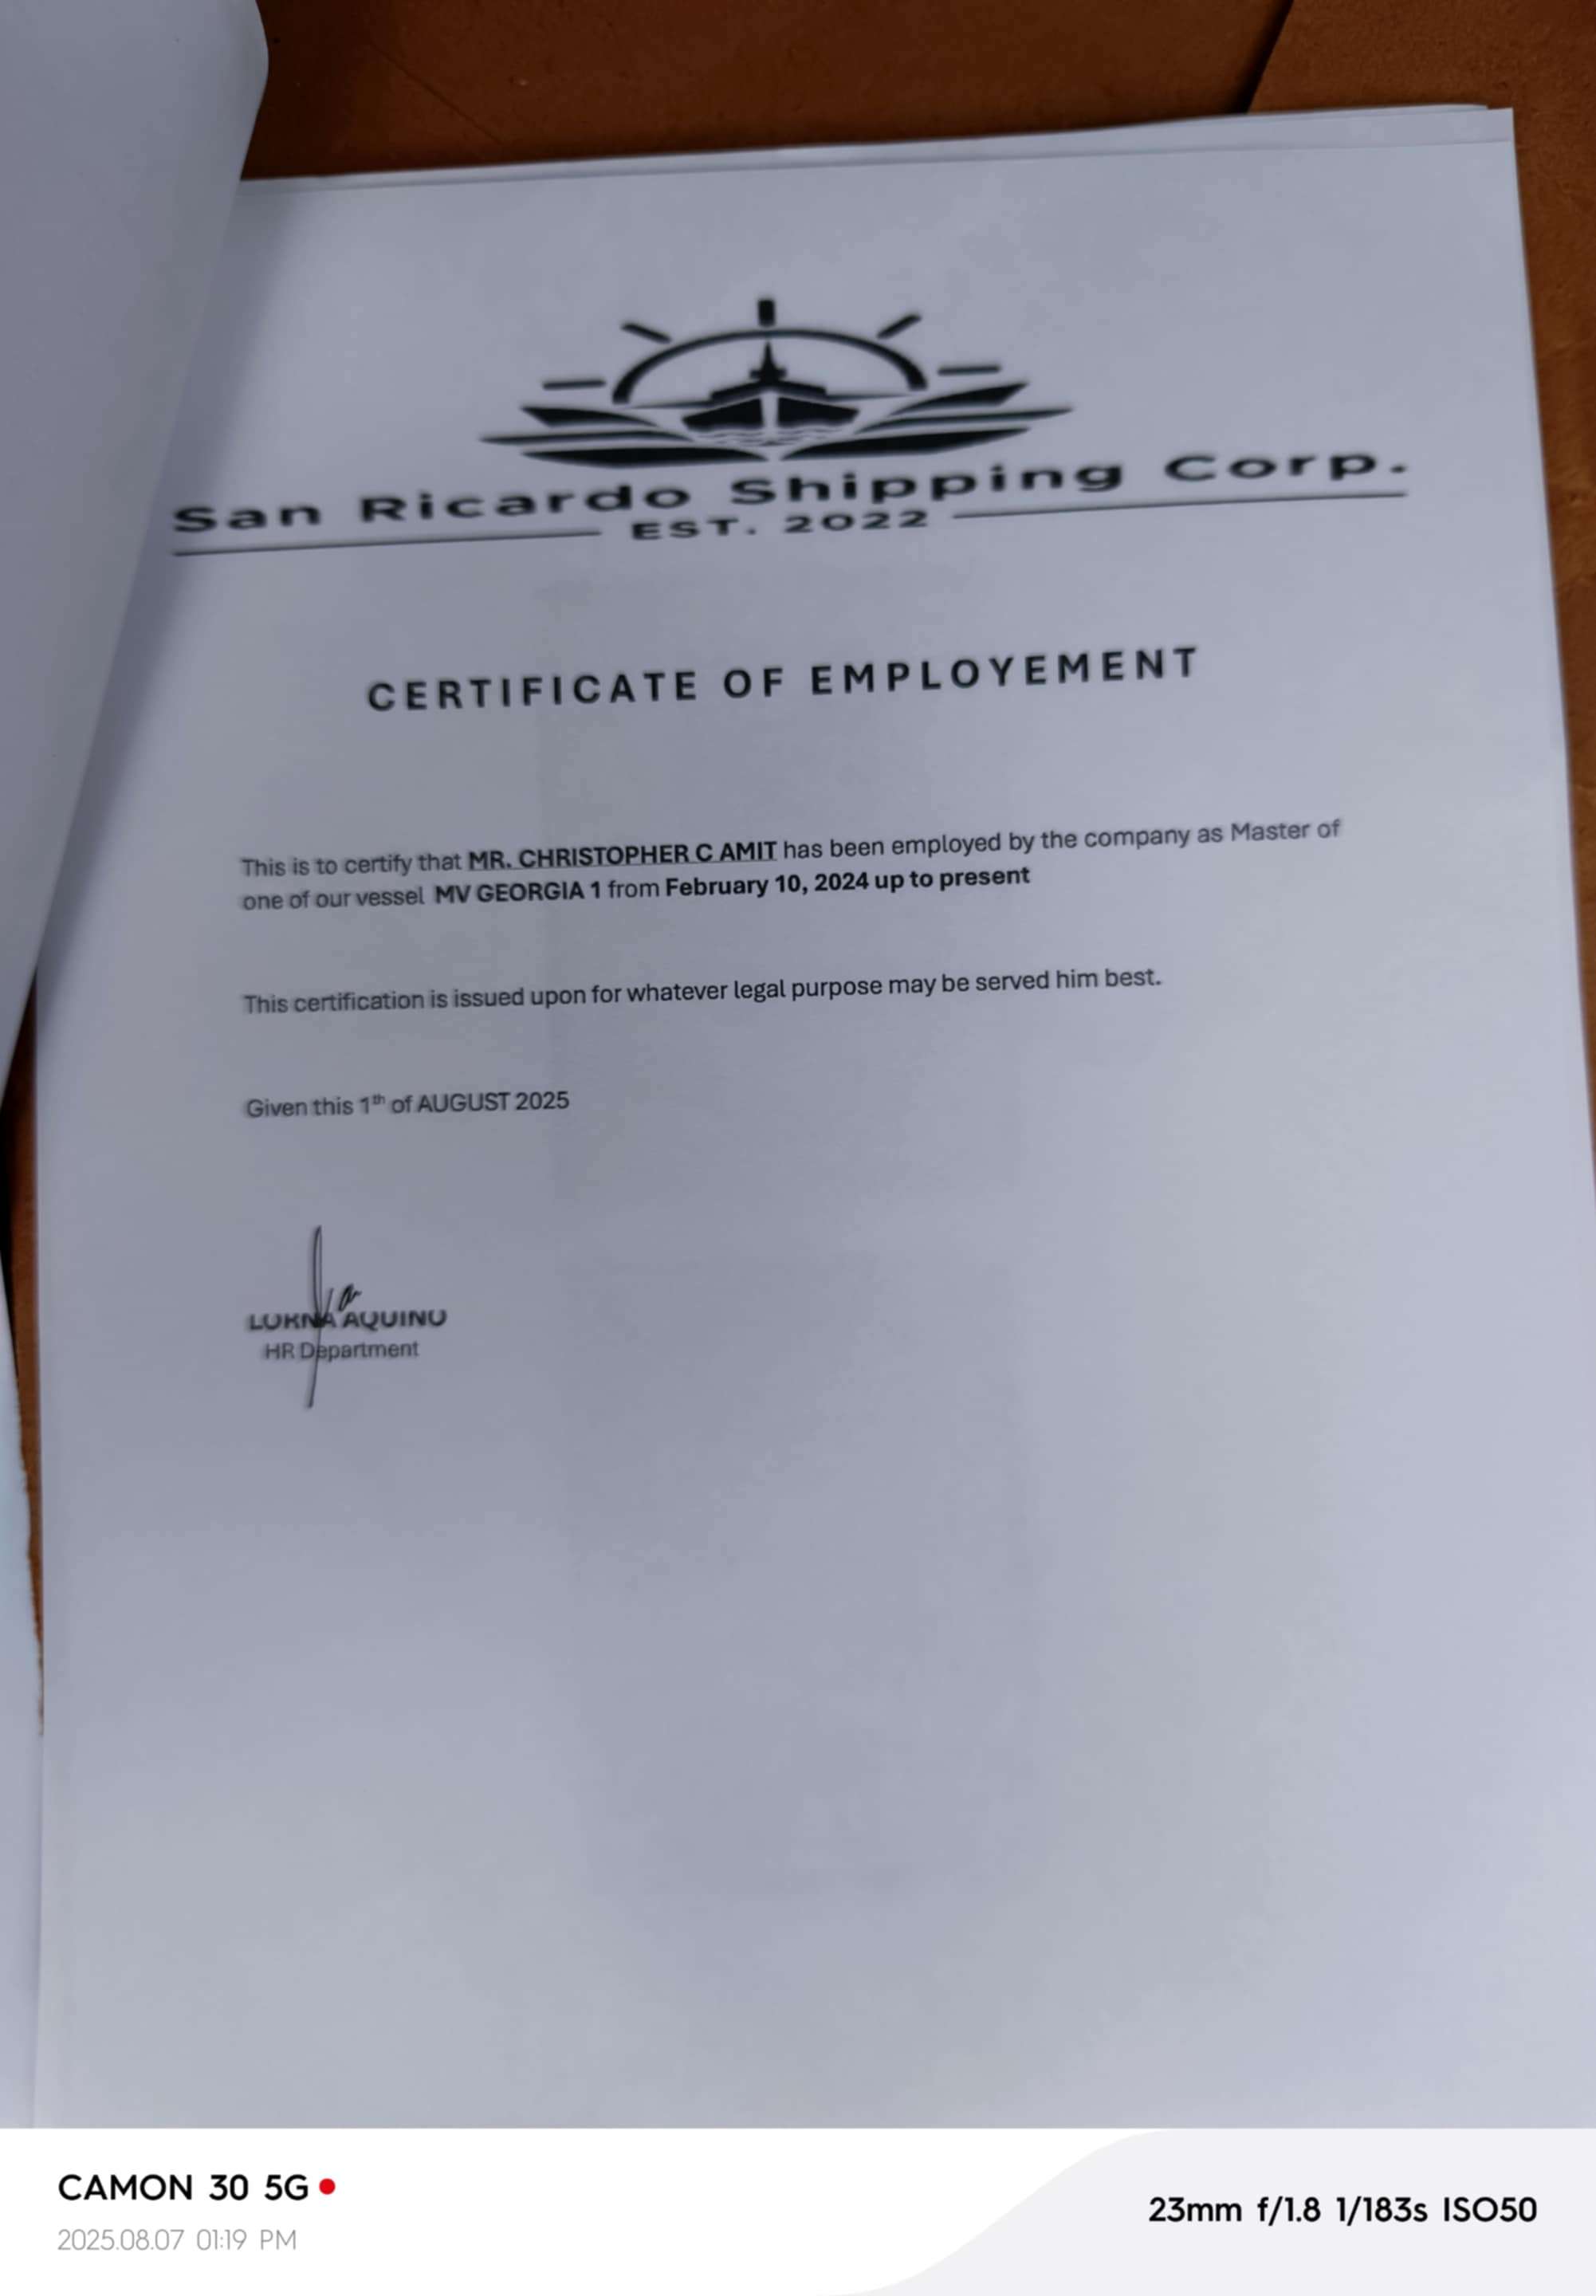 San Ricardo Shipping Corp.
EST. 2022
CERTIFICATE OF EMPLOYEMENT
This is to certify that MR. CHRISTOPHER C AMIT has been employed by the company as Master of
one of our vessel MV GEORGIA 1 from February 10, 2024 up to present
This certification is issued upon for whatever legal purpose may be served him best.
Given this 1th of AUGUST 2025
LORNA AQUINO
HR Department
CAMON 30 5G
2025.08.07 01:19 PM
23mm f/1.8 1/183s ISO50